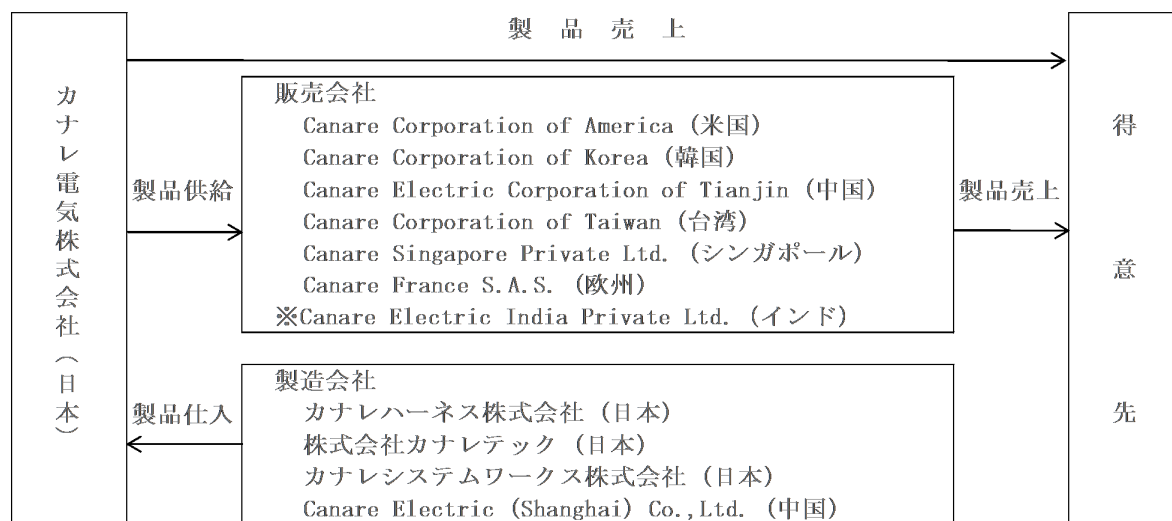 製品売上
カナレ電気株式会社（日本）
製品供給
販売会社
Canare Corporation of America (米国)
Canare Corporation of Korea (韓国)
Canare Electric Corporation of Tianjin (中国)
Canare Corporation of Taiwan (台湾)
Canare Singapore Private Ltd. (シンガポール)
Canare France S.A.S. (欧州)
※Canare Electric India Private Ltd. (インド)
製品売上
得意先
製品仕入
製造会社
カナレハーネス株式会社 (日本)
株式会社カナレテック (日本)
カナレシステムワークス株式会社 (日本)
Canare Electric (Shanghai) Co.,Ltd. (中国)